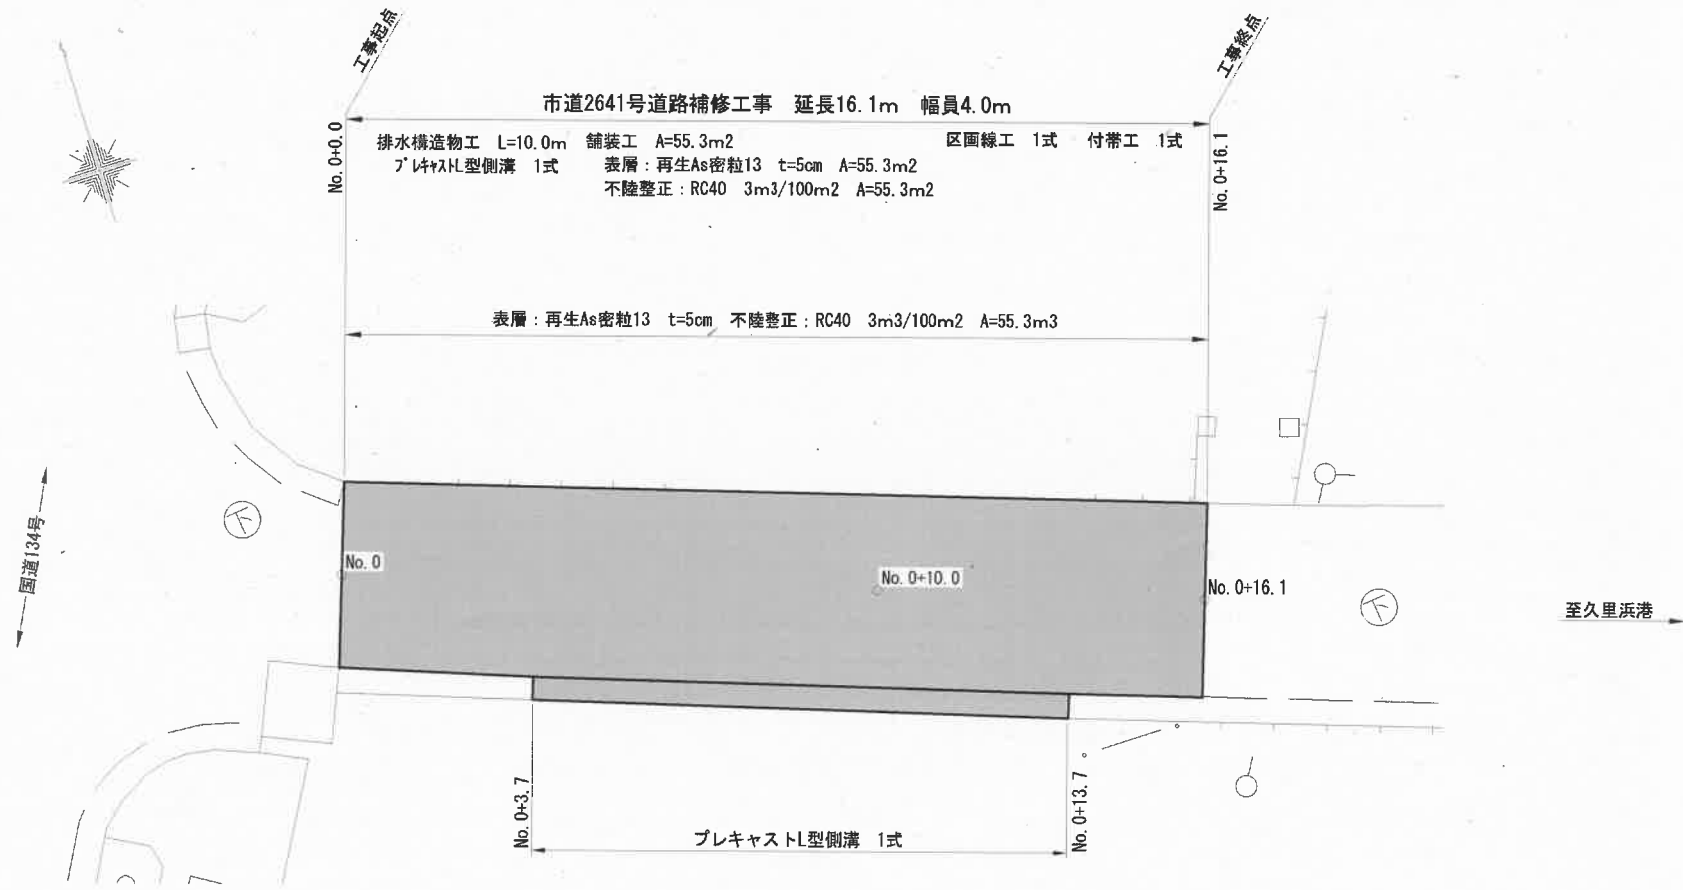 工事起点
工事終点
市道2641号道路補修工事 延長16.1m 幅員4.0m
No.0+0.0
排水構造物工 L=10.0m 舗装工 A=55.3m2 区画線工 1式 付帯工 1式
プレキャストL型側溝 1式 表層：再生As密粒13 t=5cm A=55.3m2
不陸整正：RC40 3m3/100m2 A=55.3m2
No.0+16.1
表層：再生As密粒13 t=5cm 不陸整正：RC40 3m3/100m2 A=55.3m3
国道134号
No.0
No.0+10.0
No.0+16.1
至久里浜港
下
下
No.0+3.7
No.0+13.7
プレキャストL型側溝 1式